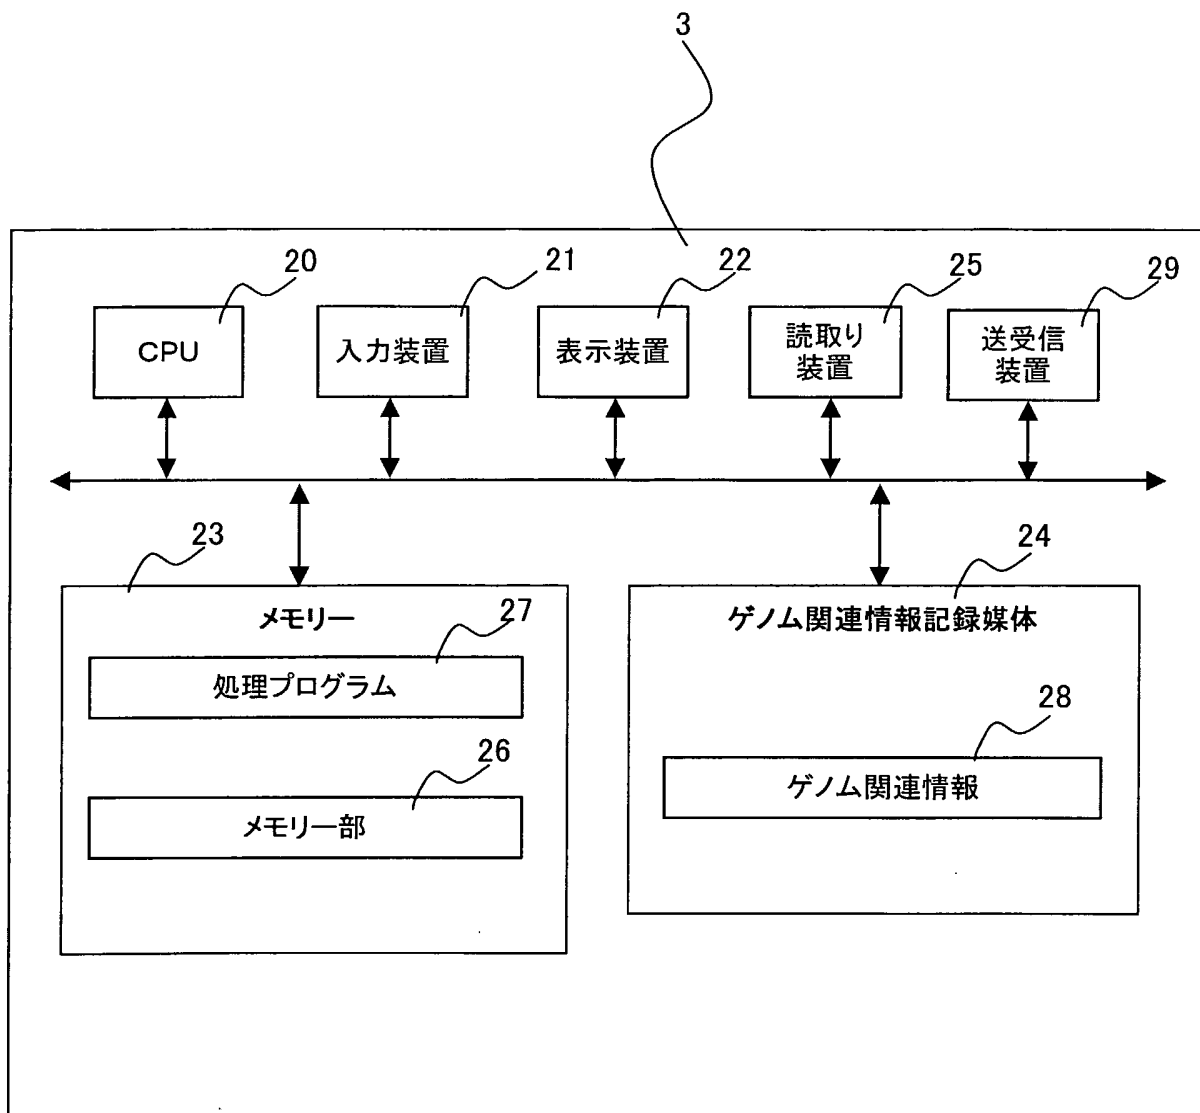 3
20
21
22
25
29
CPU
入力装置
表示装置
読取り
装置
送受信
装置
23
24
メモリー
27
処理プログラム
26
メモリー部
ゲノム関連情報記録媒体
28
ゲノム関連情報